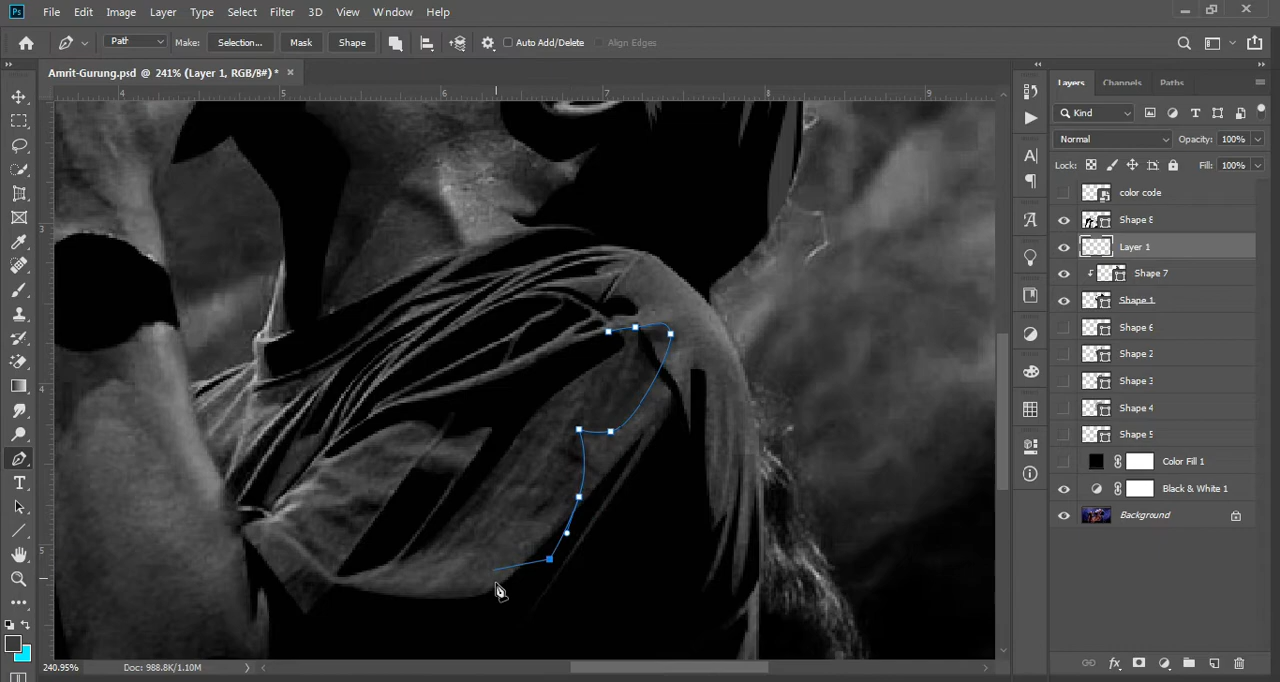 Ps File Edit Image Layer Type Select Filter 3D View Window Help
Path Make: Selection... Mask Shape Auto Add/Delete Align Edges
Amrit-Gurung.psd @ 241% (Layer 1, RGB/8#) * ×
4 5 6 7 8 9
3
4
5
Layers Channels Paths
Kind
Normal Opacity: 100%
Lock: Fill: 100%
color code
Shape 8
Layer 1
Shape 7
Shape 1
Shape 6
Shape 2
Shape 3
Shape 4
Shape 5
Color Fill 1
Black & White 1
Background
240.95% Doc: 988.8K/1.10M